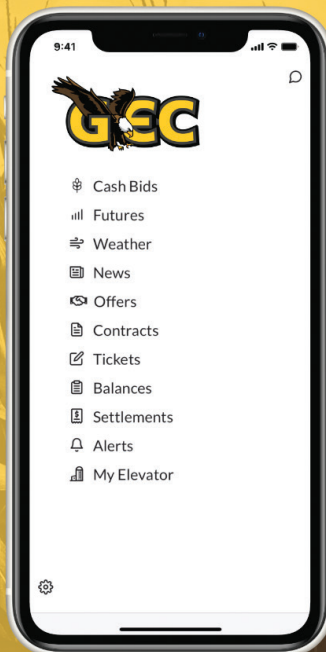 9:41
GEC
Cash Bids
Futures
Weather
News
Offers
Contracts
Tickets
Balances
Settlements
Alerts
My Elevator